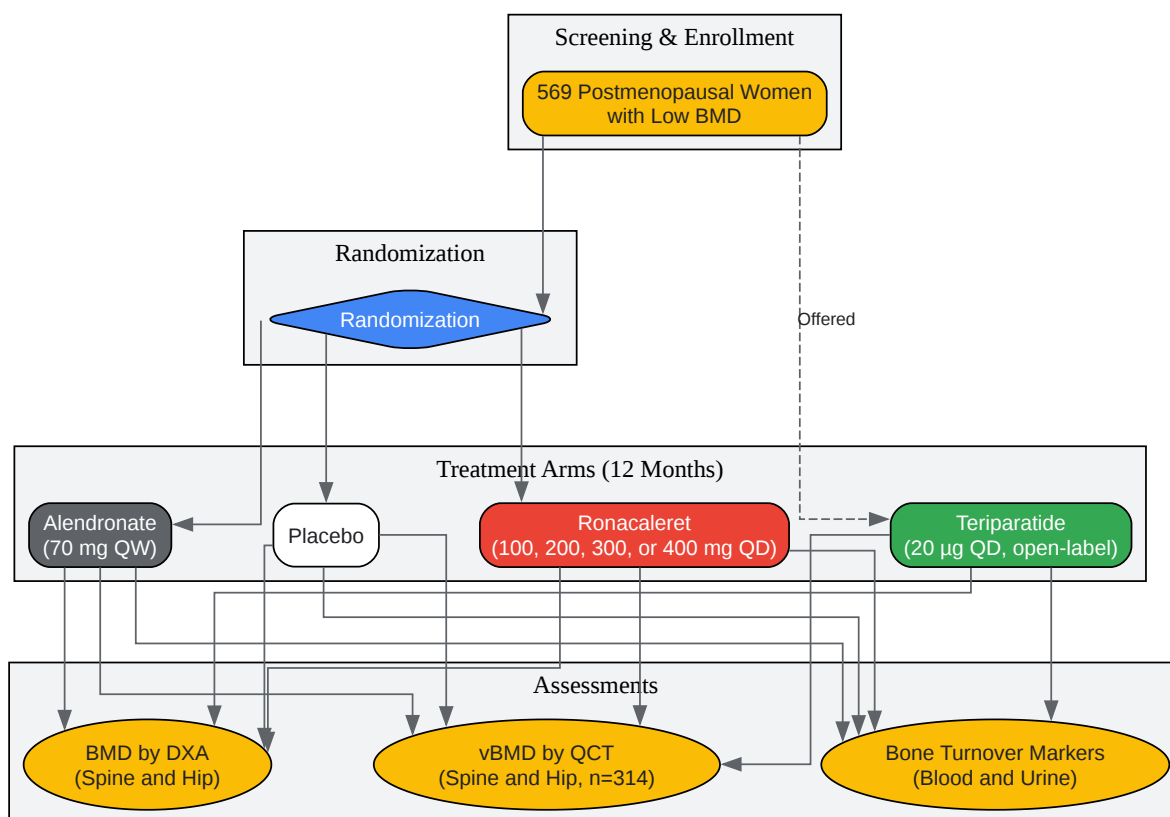 Screening & Enrollment
569 Postmenopausal Women
with Low BMD
Randomization
Randomization
Offered
Treatment Arms (12 Months)
Alendronate
(70 mg QW)
Placebo
Ronacaleret
(100, 200, 300, or 400 mg QD)
Teriparatide
(20 µg QD, open-label)
Assessments
BMD by DXA
(Spine and Hip)
vBMD by QCT
(Spine and Hip, n=314)
Bone Turnover Markers
(Blood and Urine)